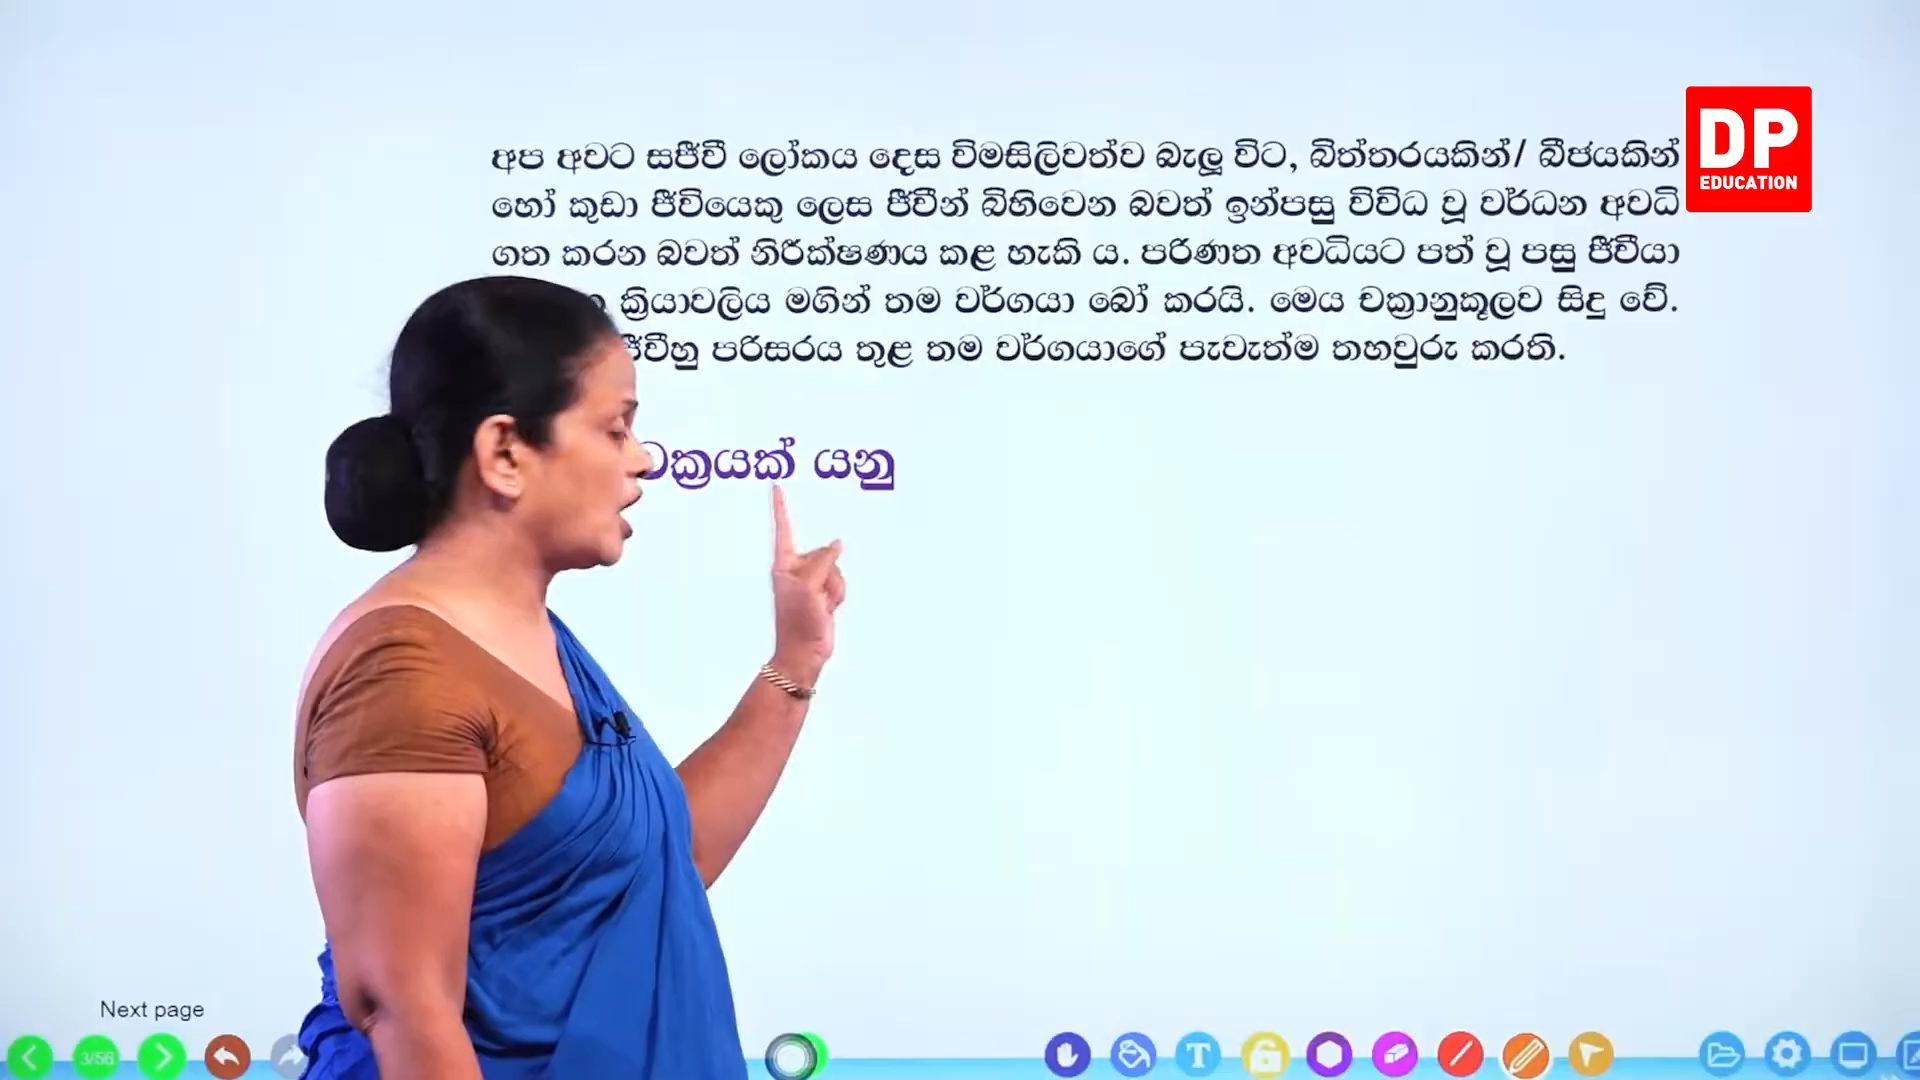 අප අවට සජීවී ලෝකය දෙස විමසිලිවත්ව බැලූ විට, බිත්තරයකින්/ බීජයකින්
හෝ කුඩා ජීවියෙකු ලෙස ජීවීන් බිහිවෙන බවත් ඉන්පසු විවිධ වූ වර්ධන අවධි
ගත කරන බවත් නිරීක්ෂණය කළ හැකි ය. පරිණත අවධියට පත් වූ පසු ජීවීයා
ක්‍රියාවලිය මගින් තම වර්ගයා බෝ කරයි. මෙය චක්‍රානුකූලව සිදු වේ.
පරිසරය තුළ තම වර්ගයාගේ පැවැත්ම තහවුරු කරති.
යනු
DP
EDUCATION
Next page
3/56